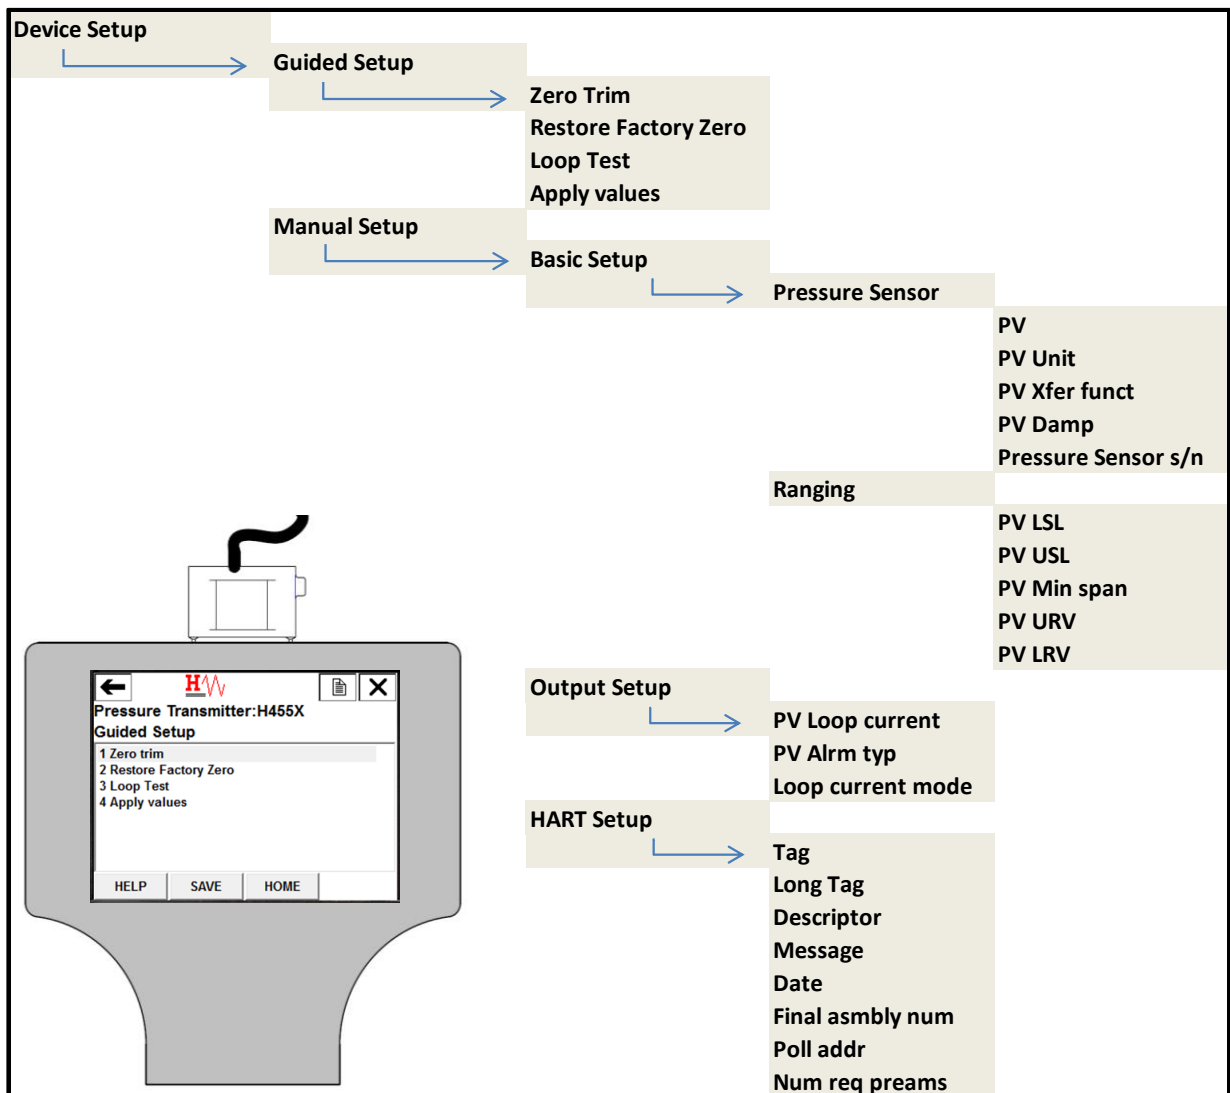 Device Setup
Guided Setup
Zero Trim
Restore Factory Zero
Loop Test
Apply values
Manual Setup
Basic Setup
Pressure Sensor
PV
PV Unit
PV Xfer funct
PV Damp
Pressure Sensor s/n
Ranging
PV LSL
PV USL
PV Min span
PV URV
PV LRV
Output Setup
PV Loop current
PV Alrm typ
Loop current mode
HART Setup
Tag
Long Tag
Descriptor
Message
Date
Final asmbly num
Poll addr
Num req preams
H
Pressure Transmitter:H455X
Guided Setup
1 Zero trim
2 Restore Factory Zero
3 Loop Test
4 Apply values
HELP SAVE HOME